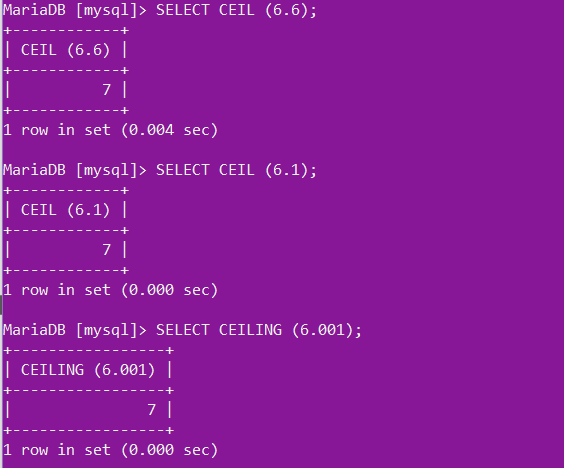 MariaDB [mysql]> SELECT CEIL (6.6);
+------------+
| CEIL (6.6) |
+------------+
|          7 |
+------------+
1 row in set (0.004 sec)
MariaDB [mysql]> SELECT CEIL (6.1);
+------------+
| CEIL (6.1) |
+------------+
|          7 |
+------------+
1 row in set (0.000 sec)
MariaDB [mysql]> SELECT CEILING (6.001);
+-----------------+
| CEILING (6.001) |
+-----------------+
|               7 |
+-----------------+
1 row in set (0.000 sec)